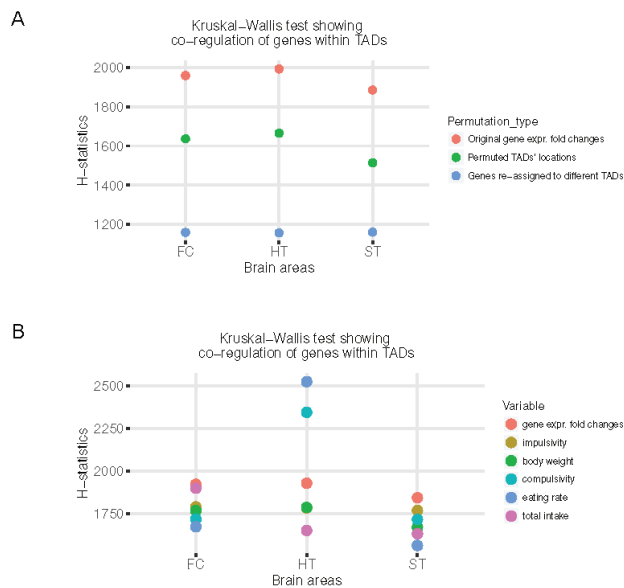 A
Kruskal-Wallis test showing
co-regulation of genes within TADs
H-statistics
2000
1800
1600
1400
1200
FC
HT
ST
Brain areas
Permutation_type
Original gene expr. fold changes
Permuted TADs' locations
Genes re-assigned to different TADs
B
Kruskal-Wallis test showing
co-regulation of genes within TADs
H-statistics
2500
2250
2000
1750
FC
HT
ST
Brain areas
Variable
gene expr. fold changes
impulsivity
body weight
compulsivity
eating rate
total intake